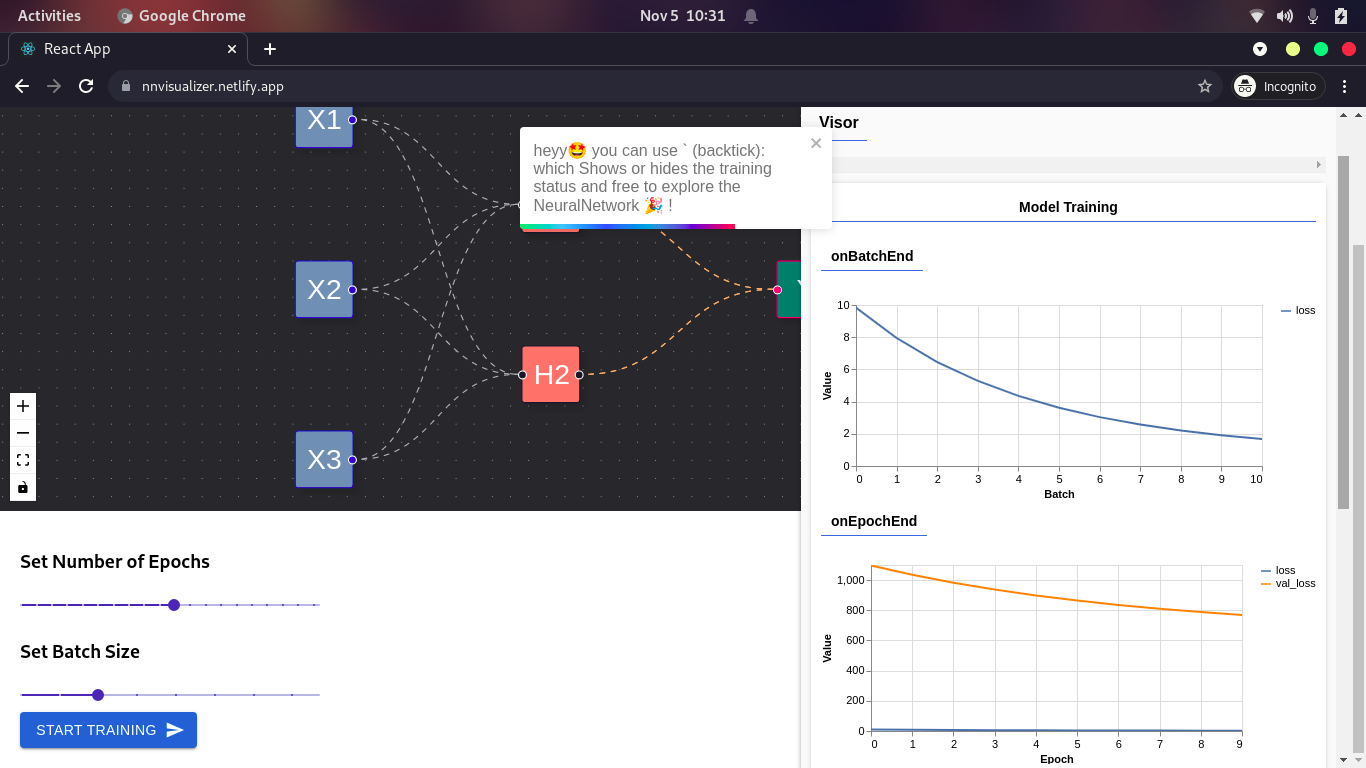 Activities Google Chrome Nov 5 10:31
React App
nnvisualizer.netlify.app Incognito
X1
X2
X3
H2
heyy🤩 you can use ` (backtick):
which Shows or hides the training
status and free to explore the
NeuralNetwork 🎉 !
Set Number of Epochs
Set Batch Size
START TRAINING
Visor
Model Training
onBatchEnd
10
8
6
4
2
0
Value
0 1 2 3 4 5 6 7 8 9 10
Batch
loss
onEpochEnd
1,000
800
600
400
200
0
Value
0 1 2 3 4 5 6 7 8 9
Epoch
loss
val_loss